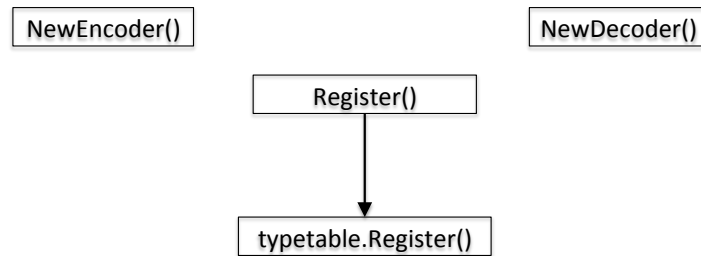 NewEncoder()
NewDecoder()
Register()
typetable.Register()